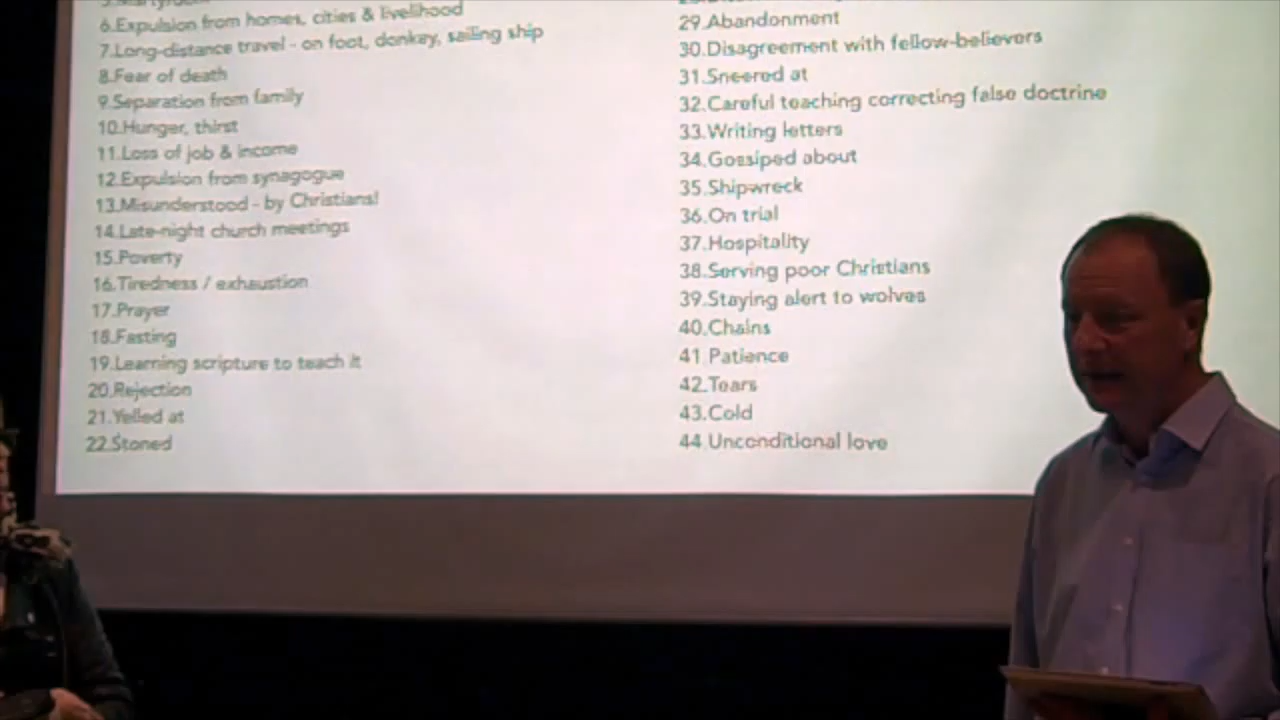 6.Expulsion from homes, cities & livelihood
7.Long-distance travel - on foot, donkey, sailing ship
8.Fear of death
9.Separation from family
10.Hunger, thirst
11.Loss of job & income
12.Expulsion from synagogue
13.Misunderstood - by Christians!
14.Late-night church meetings
15.Poverty
16.Tiredness / exhaustion
17.Prayer
18.Fasting
19.Learning scripture to teach it
20.Rejection
21.Yelled at
22.Stoned
29.Abandonment
30.Disagreement with fellow-believers
31.Sneered at
32.Careful teaching correcting false doctrine
33.Writing letters
34.Gossiped about
35.Shipwreck
36.On trial
37.Hospitality
38.Serving poor Christians
39.Staying alert to wolves
40.Chains
41 Patience
42.Tears
43.Cold
44.Unconditional love